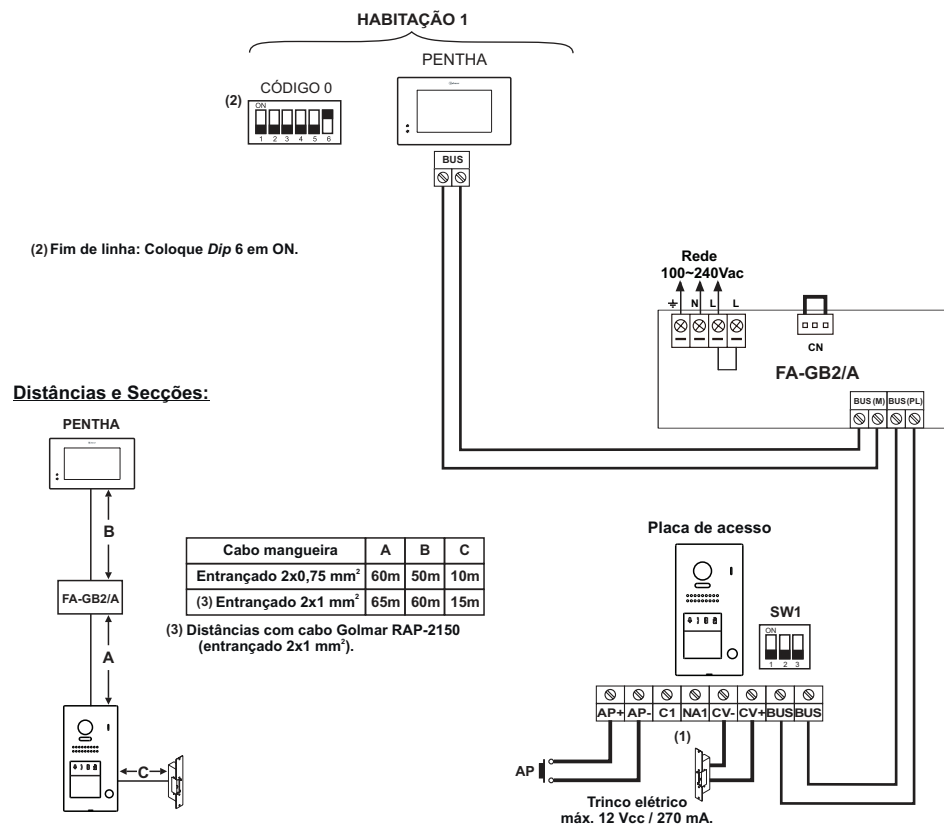 HABITAÇÃO 1
PENTHA
CÓDIGO 0
(2)
ON
1 2 3 4 5 6
BUS
(2) Fim de linha: Coloque Dip 6 em ON.
Rede
100~240Vac
N L L
CN
FA-GB2/A
BUS (M) BUS (PL)
Distâncias e Secções:
PENTHA
B
FA-GB2/A
A
C
Cabo mangueira A B C
Entrançado 2x0,75 mm² 60m 50m 10m
(3) Entrançado 2x1 mm² 65m 60m 15m
(3) Distâncias com cabo Golmar RAP-2150
(entrançado 2x1 mm²).
Placa de acesso
SW1
ON
1 2 3
AP+ AP- C1 NA1 CV- CV+ BUS BUS
(1)
AP
Trinco elétrico
máx. 12 Vcc / 270 mA.